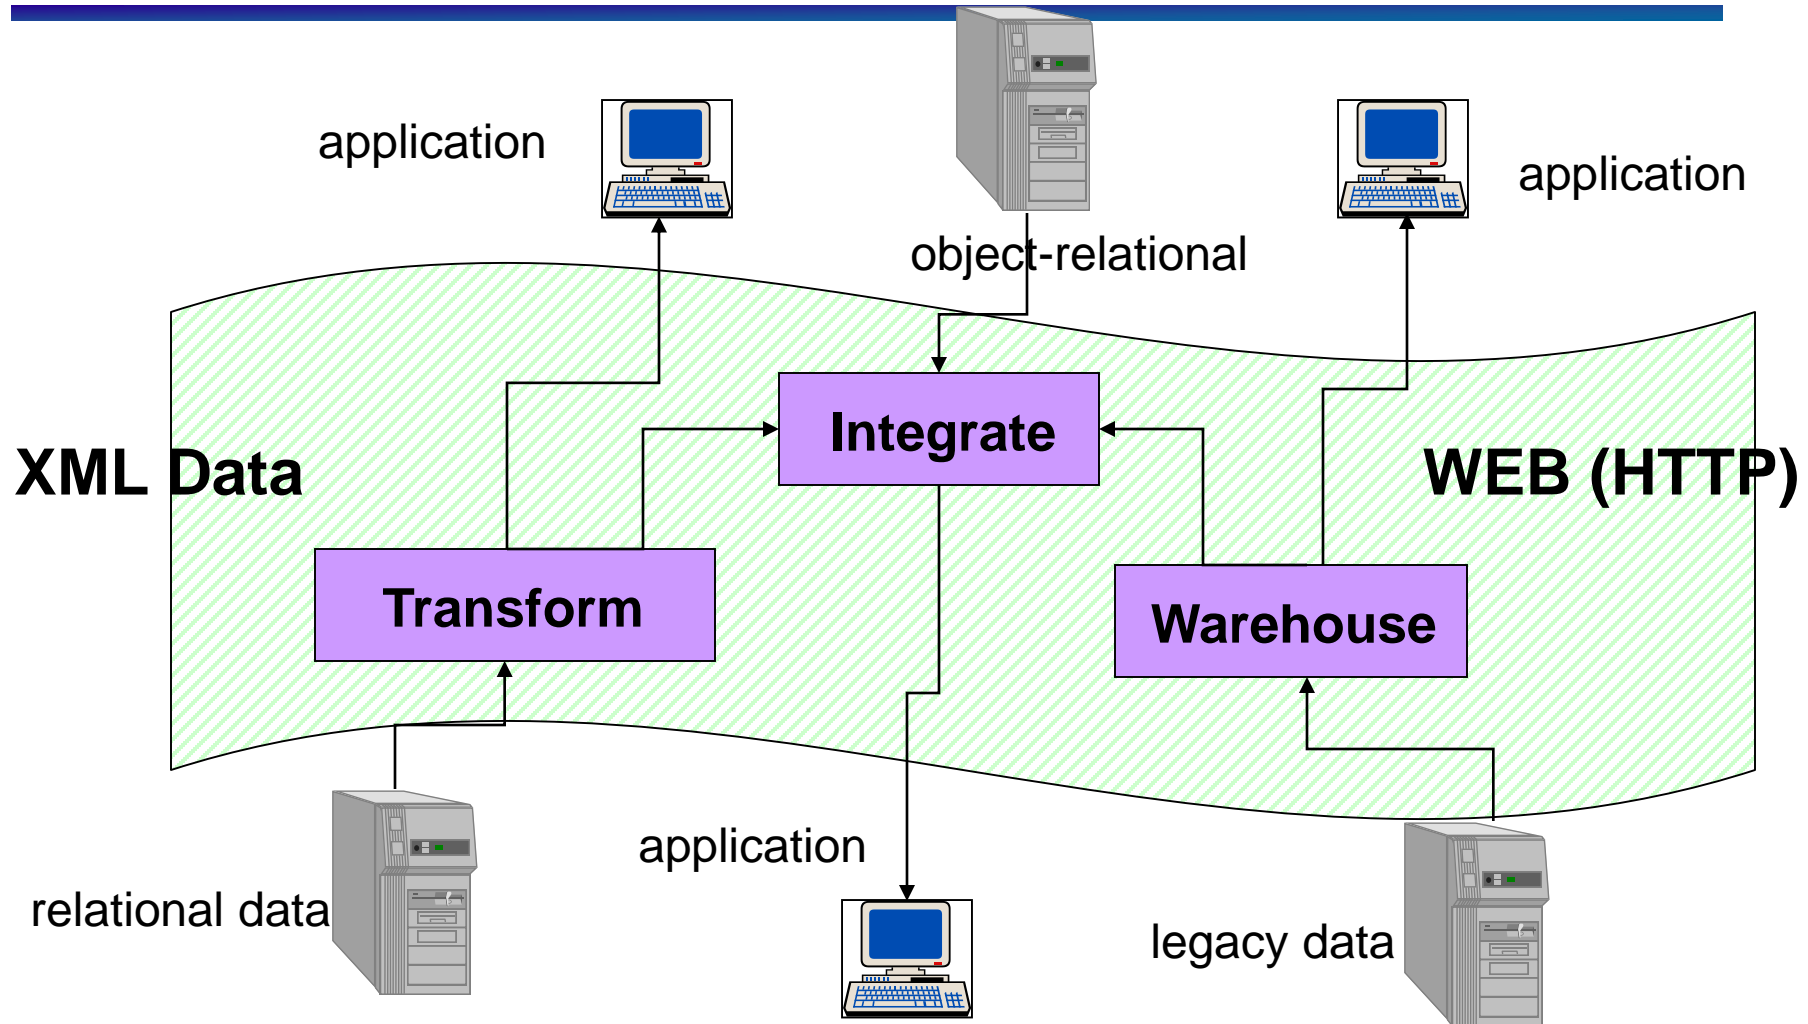 application
application
object-relational
Integrate
XML Data
WEB (HTTP)
Transform
Warehouse
application
relational data
legacy data